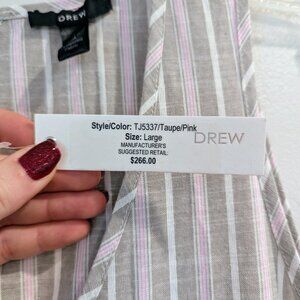 DREW
L
Style/Color: TJ5337/Taupe/Pink
DREW
Size: Large
MANUFACTURER'S
SUGGESTED RETAIL:
$266.00